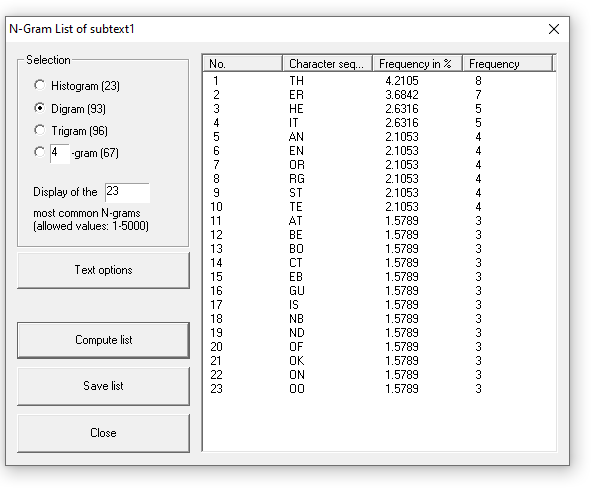 N-Gram List of subtext1
Selection
Histogram (23)
Digram (93)
Trigram (96)
4 -gram (67)
Display of the 23
most common N-grams
(allowed values: 1-5000)
Text options
Compute list
Save list
Close
No. Character seq... Frequency in % Frequency
1 TH 4.2105 8
2 ER 3.6842 7
3 HE 2.6316 5
4 IT 2.6316 5
5 AN 2.1053 4
6 EN 2.1053 4
7 OR 2.1053 4
8 RG 2.1053 4
9 ST 2.1053 4
10 TE 2.1053 4
11 AT 1.5789 3
12 BE 1.5789 3
13 BO 1.5789 3
14 CT 1.5789 3
15 EB 1.5789 3
16 GU 1.5789 3
17 IS 1.5789 3
18 NB 1.5789 3
19 ND 1.5789 3
20 OF 1.5789 3
21 OK 1.5789 3
22 ON 1.5789 3
23 OO 1.5789 3